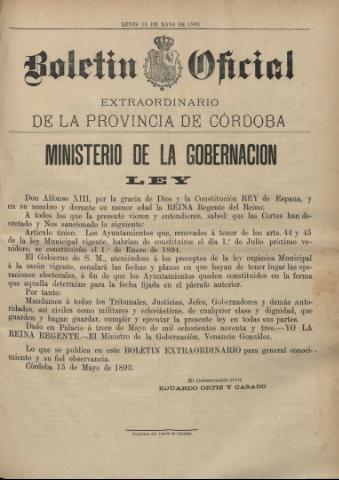 LUNES 15 DE MAYO DE 1893
Boletin Oficial
EXTRAORDINARIO
DE LA PROVINCIA DE CÓRDOBA
MINISTERIO DE LA GOBERNACION
LEY
Don Alfonso XIII, por la gracia de Dios y la Constitución REY de España, y
en su nombre y durante su menor edad la REINA Regente del Reino:
A todos los que la presente vieren y entendieren, sabed: que las Cortes han de-
cretado y Nos sancionado lo siguiente:
Artículo único. Los Ayuntamientos que, renovados á tenor de los arts. 44 y 45
de la ley Municipal vigente, habrían de constituirse el día 1.º de Julio próximo ve-
nidero, se constituirán el 1.º de Enero de 1894.
El Gobierno de S. M., ateniéndose á los preceptos de la ley orgánica Municipal
á la sazón vigente, señalará las fechas y plazos en que hayan de tener lugar las ope-
raciones electorales, á fin de que los Ayuntamientos queden constituidos en la forma
que aquella determine para la fecha fijada en el párrafo anterior.
Por tanto:
Mandamos á todos los Tribunales, Justicias, Jefes, Gobernadores y demás auto-
ridades, así civiles como militares y eclesiásticas, de cualquier clase y dignidad, que
guarden y hagan guardar, cumplir y ejecutar la presente ley en todas sus partes.
Dado en Palacio á trece de Mayo de mil ochocientos noventa y tres.—YO LA
REINA REGENTE.—El Ministro de la Gobernación, Venancio González.
Lo que se publica en este BOLETIN EXTRAORDINARIO para general conoci-
miento y su fiel observancia.
Córdoba 15 de Mayo de 1893.
El Gobernador civil,
EDUARDO ORTIZ Y CASADO